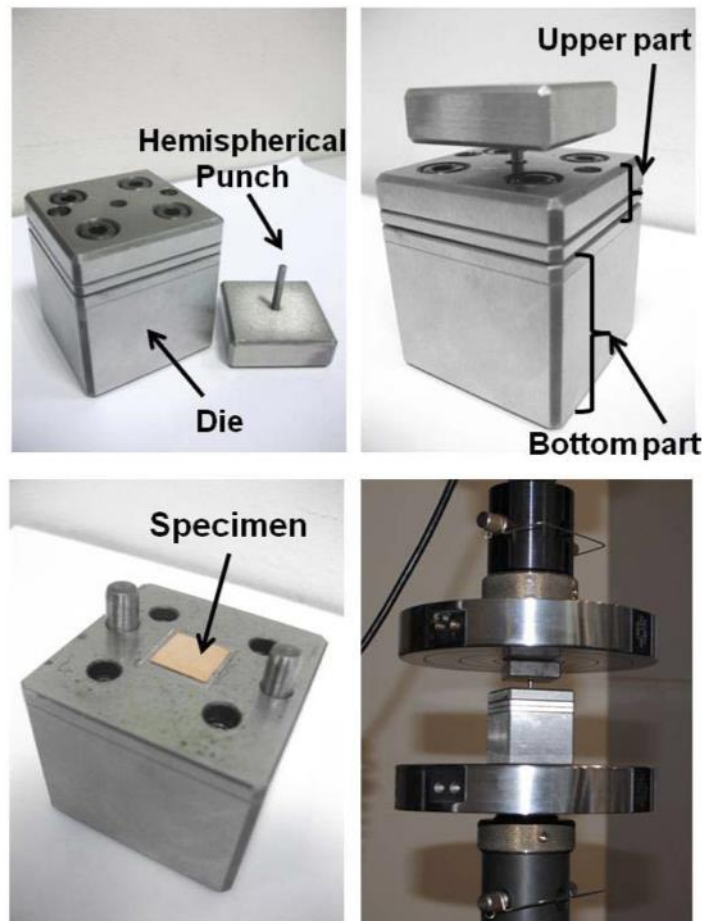 Hemispherical
Punch
Die
Upper part
Bottom part
Specimen